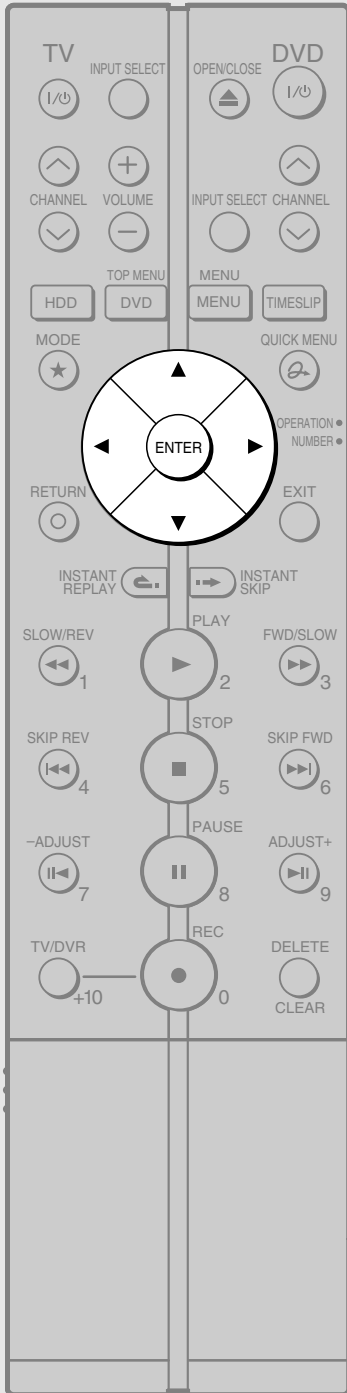 TV DVD
INPUT SELECT OPEN/CLOSE
I/ I/
CHANNEL VOLUME INPUT SELECT CHANNEL
TOP MENU MENU
HDD DVD MENU TIMESLIP
MODE QUICK MENU
OPERATION
NUMBER
ENTER
RETURN EXIT
INSTANT REPLAY INSTANT SKIP
SLOW/REV PLAY FWD/SLOW
1 2 3
SKIP REV STOP SKIP FWD
4 5 6
−ADJUST PAUSE ADJUST+
7 8 9
TV/DVR REC DELETE
+10 0 CLEAR